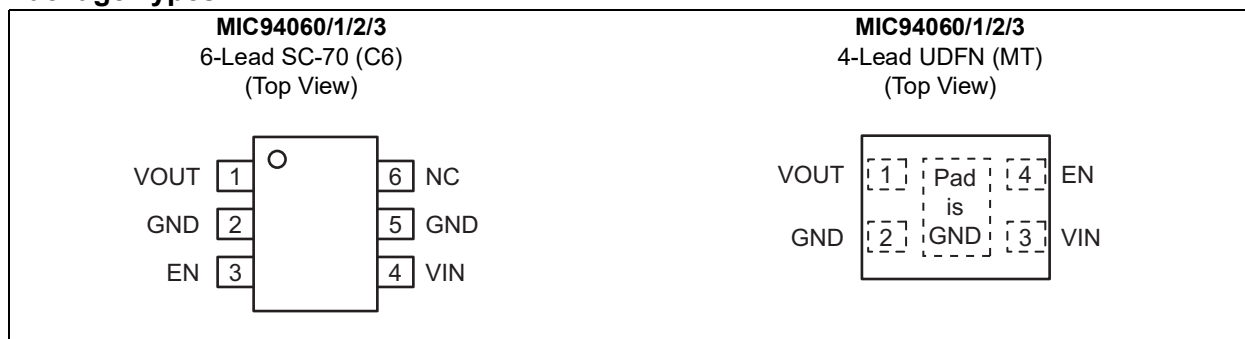 MIC94060/1/2/3
6-Lead SC-70 (C6)
(Top View)
VOUT 1 6 NC
GND 2 5 GND
EN 3 4 VIN
MIC94060/1/2/3
4-Lead UDFN (MT)
(Top View)
VOUT 1 Pad 4 EN
is
GND 2 GND 3 VIN